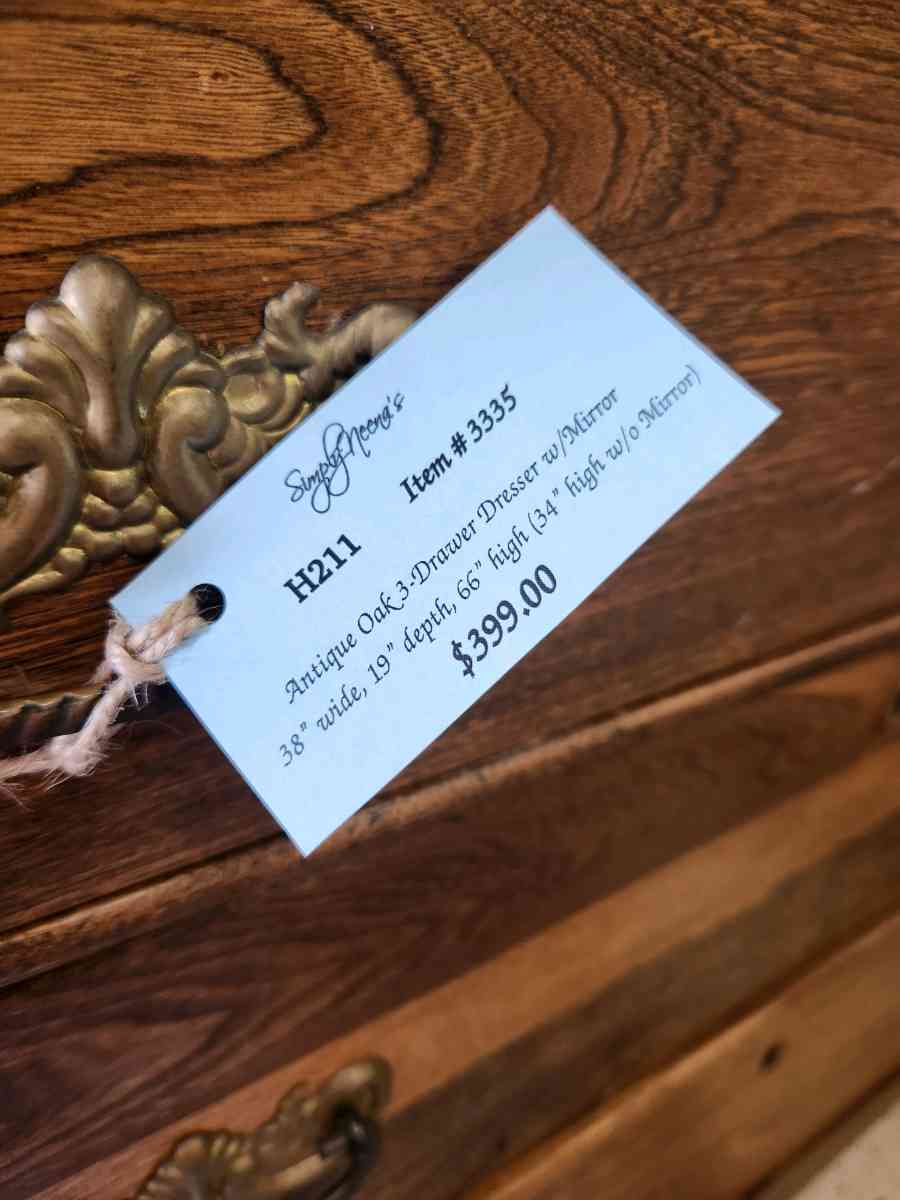 Simply Neena's
H211 Item # 3335
Antique Oak 3-Drawer Dresser w/Mirror
38" wide, 19" depth, 66" high (34" high w/o Mirror)
$399.00